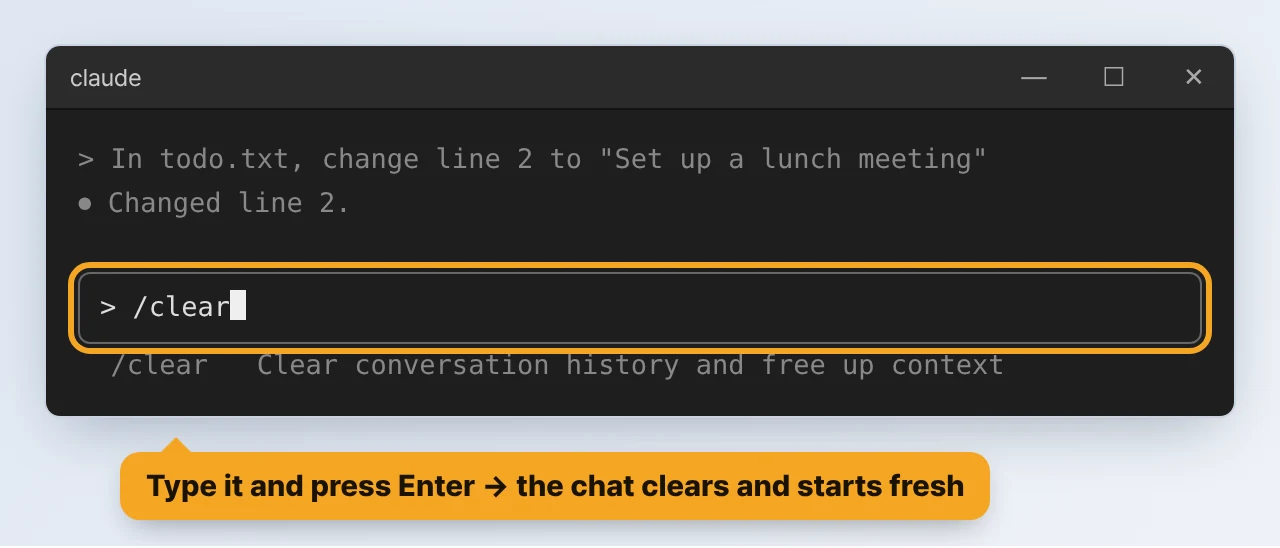 claude
> In todo.txt, change line 2 to "Set up a lunch meeting"
● Changed line 2.
> /clear
/clear   Clear conversation history and free up context
Type it and press Enter → the chat clears and starts fresh